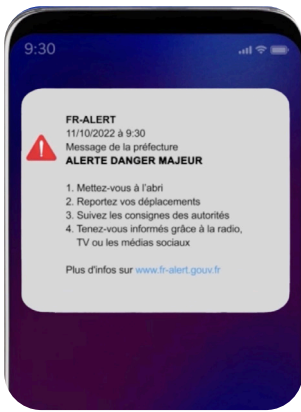 9:30
FR-ALERT
11/10/2022 à 9:30
Message de la préfecture
ALERTE DANGER MAJEUR
1. Mettez-vous à l'abri
2. Reportez vos déplacements
3. Suivez les consignes des autorités
4. Tenez-vous informés grâce à la radio,
TV ou les médias sociaux
Plus d'infos sur www.fr-alert.gouv.fr